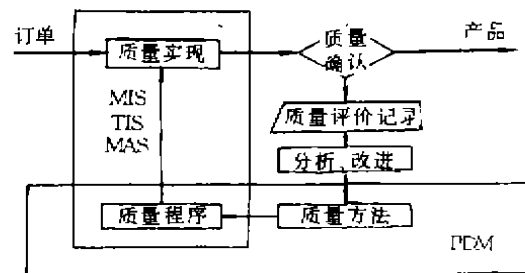 订单
质量实现
质量
确认
产品
MIS
TIS
MAS
质量评价记录
分析、改进
质量程序
质量方法
PDM